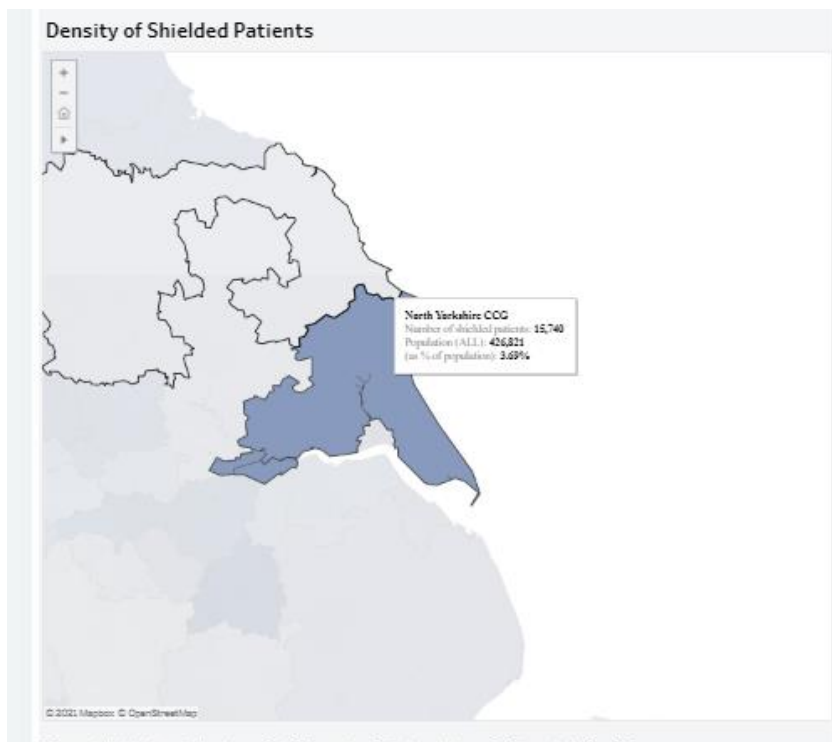 Density of Shielded Patients
North Yorkshire CCG
Number of shielded patients: 15,740
Population (ALL): 426,821
(as % of population): 3.69%
© 2021 Mapbox © OpenStreetMap